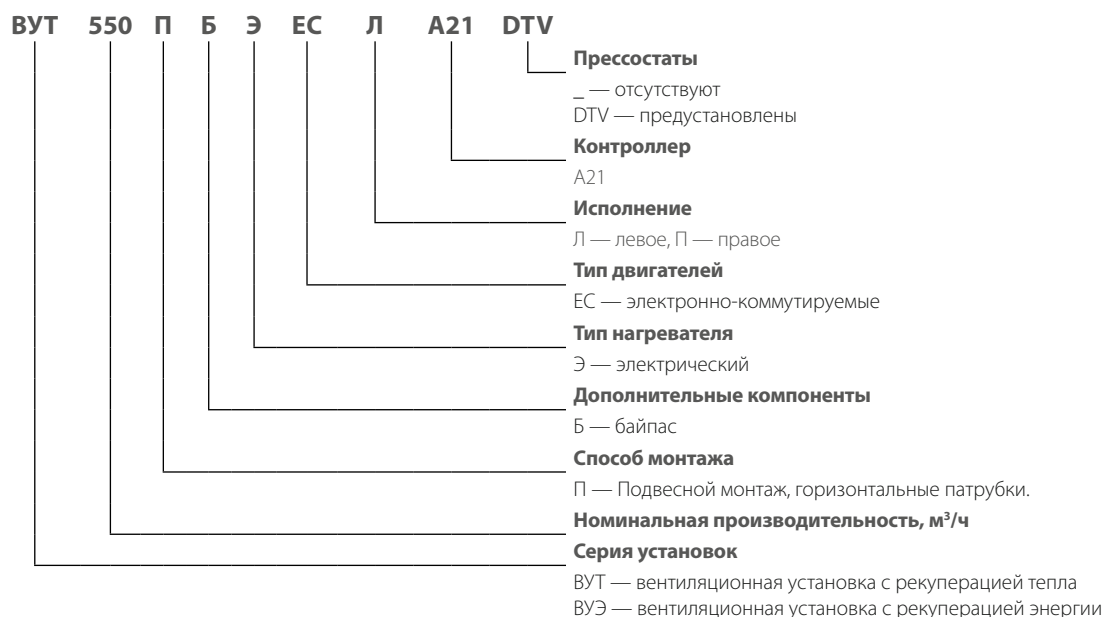 ВУТ 550 П Б Э ЕС Л А21 DTV
Прессостаты
_ — отсутствуют
DTV — предустановлены
Контроллер
А21
Исполнение
Л — левое, П — правое
Тип двигателей
ЕС — электронно-коммутируемые
Тип нагревателя
Э — электрический
Дополнительные компоненты
Б — байпас
Способ монтажа
П — Подвесной монтаж, горизонтальные патрубки.
Номинальная производительность, м³/ч
Серия установок
ВУТ — вентиляционная установка с рекуперацией тепла
ВУЭ — вентиляционная установка с рекуперацией энергии